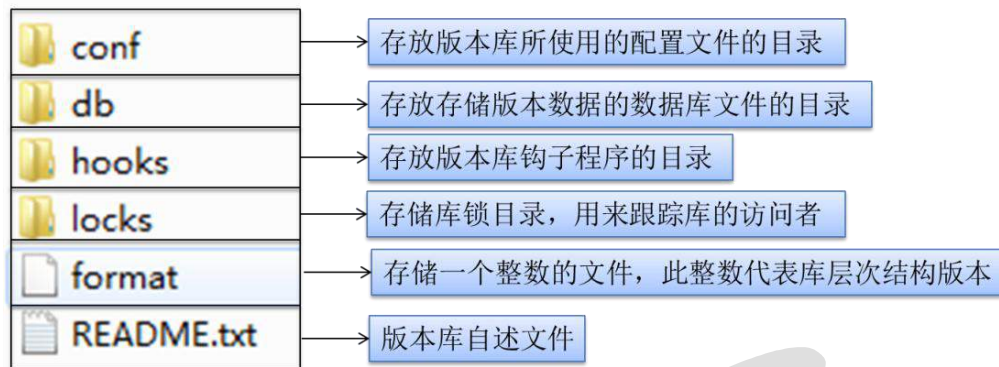 conf
存放版本库所使用的配置文件的目录
db
存放存储版本数据的数据库文件的目录
hooks
存放版本库钩子程序的目录
locks
存储库锁目录，用来跟踪库的访问者
format
存储一个整数的文件，此整数代表库层次结构版本
README.txt
版本库自述文件